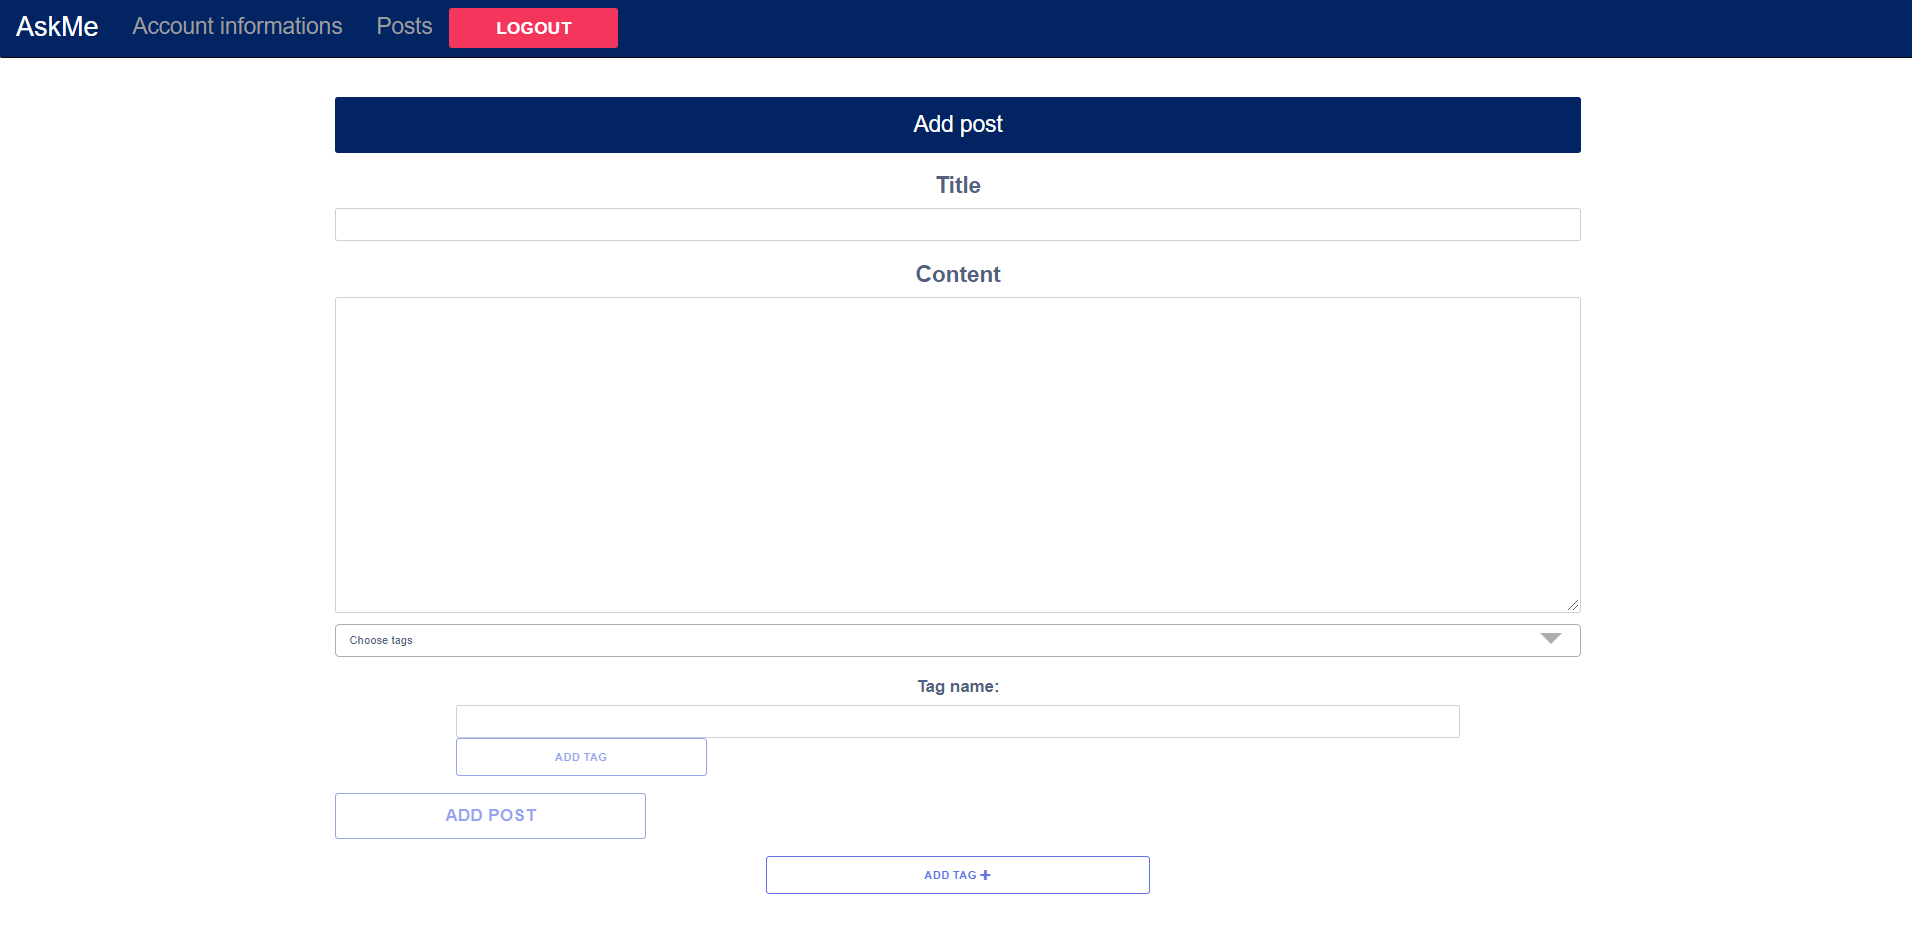 AskMe Account informations Posts LOGOUT
Add post
Title
Content
Choose tags
Tag name:
ADD TAG
ADD POST
ADD TAG